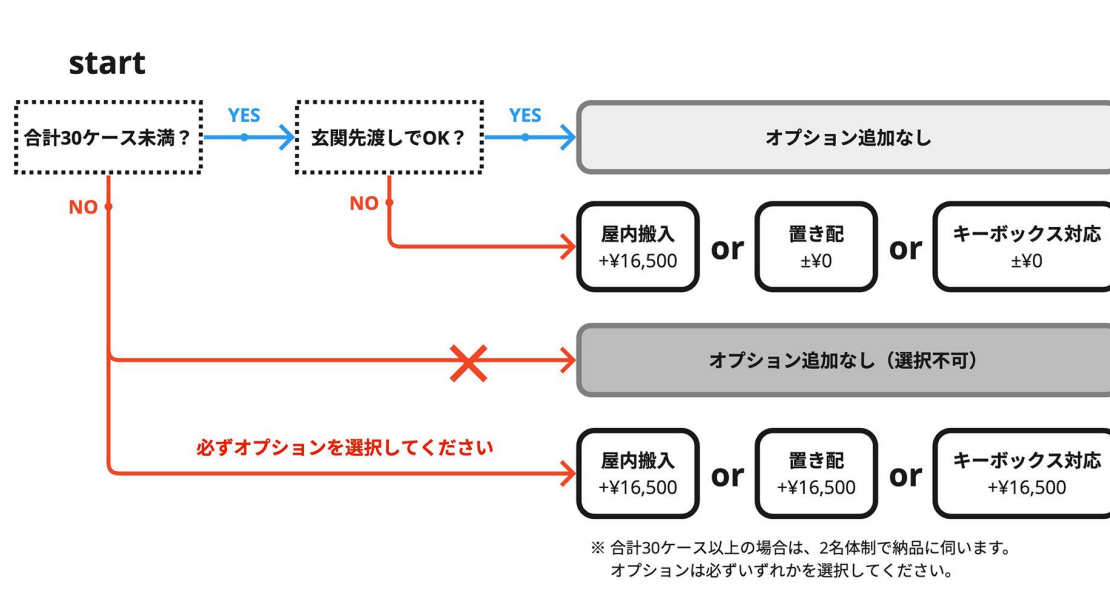 start
合計30ケース未満？
YES
玄関先渡しでOK？
YES
オプション追加なし
NO
NO
屋内搬入
+¥16,500
or
置き配
±¥0
or
キーボックス対応
±¥0
オプション追加なし（選択不可）
必ずオプションを選択してください
屋内搬入
+¥16,500
or
置き配
+¥16,500
or
キーボックス対応
+¥16,500
※ 合計30ケース以上の場合は、2名体制で納品に伺います。
オプションは必ずいずれかを選択してください。